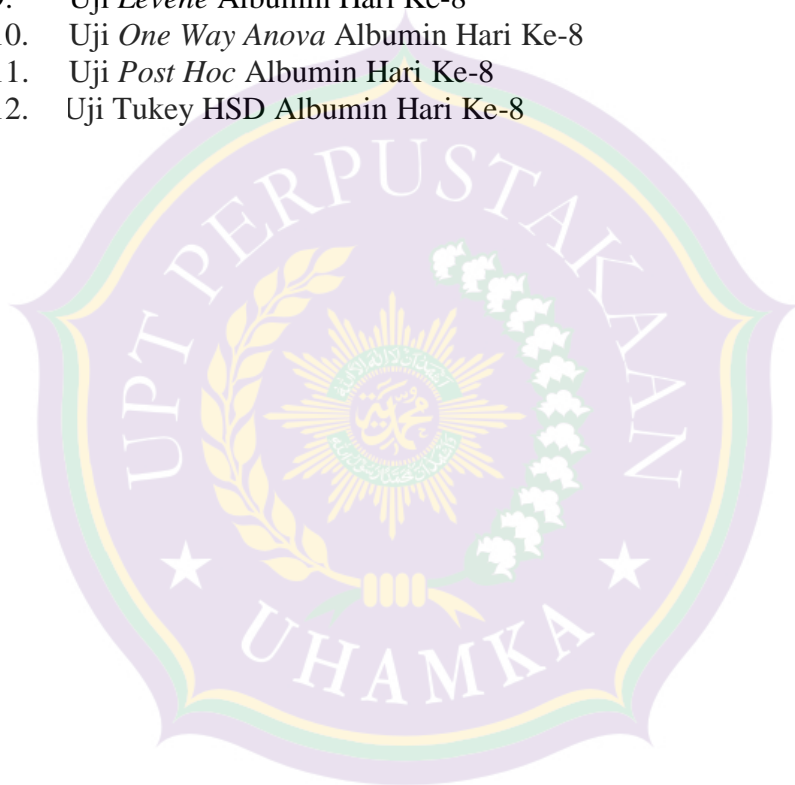 Uji Levene Albumin Hari Ke-8
10. Uji One Way Anova Albumin Hari Ke-8
11. Uji Post Hoc Albumin Hari Ke-8
12. Uji Tukey HSD Albumin Hari Ke-8
UPT PERPUSTAKAAN
UHAMKA